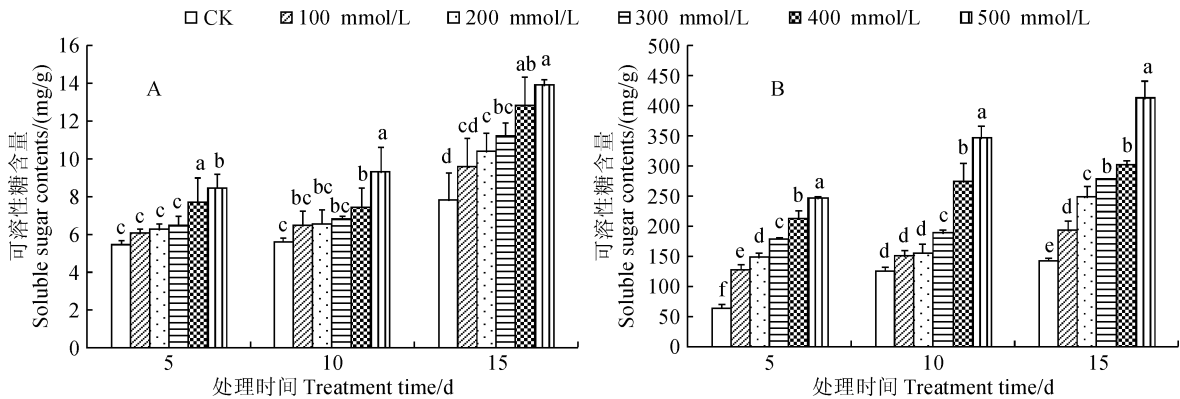 CK 100 mmol/L 200 mmol/L 300 mmol/L 400 mmol/L 500 mmol/L
可溶性糖含量
Soluble sugar contents/(mg/g)
16
14
12
10
8
6
4
2
0
A
c c c c a b
c bc bc bc b a
d cd c bc ab a
5 10 15
处理时间 Treatment time/d
可溶性糖含量
Soluble sugar contents/(mg/g)
500
450
400
350
300
250
200
150
100
50
0
B
f e d c b a
d d d c b a
e d c b b a
5 10 15
处理时间 Treatment time/d